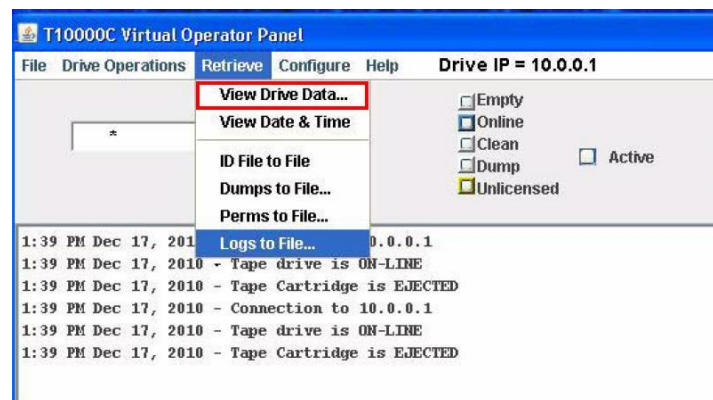 T10000C Virtual Operator Panel
File Drive Operations Retrieve Configure Help Drive IP = 10.0.0.1
View Drive Data...
View Date & Time
ID File to File
Dumps to File...
Perms to File...
Logs to File...
*
Empty
Online
Clean
Dump
Unlicensed
Active
1:39 PM Dec 17, 201 0.0.0.1
1:39 PM Dec 17, 2010 - Tape drive is ON-LINE
1:39 PM Dec 17, 2010 - Tape Cartridge is EJECTED
1:39 PM Dec 17, 2010 - Connection to 10.0.0.1
1:39 PM Dec 17, 2010 - Tape drive is ON-LINE
1:39 PM Dec 17, 2010 - Tape Cartridge is EJECTED